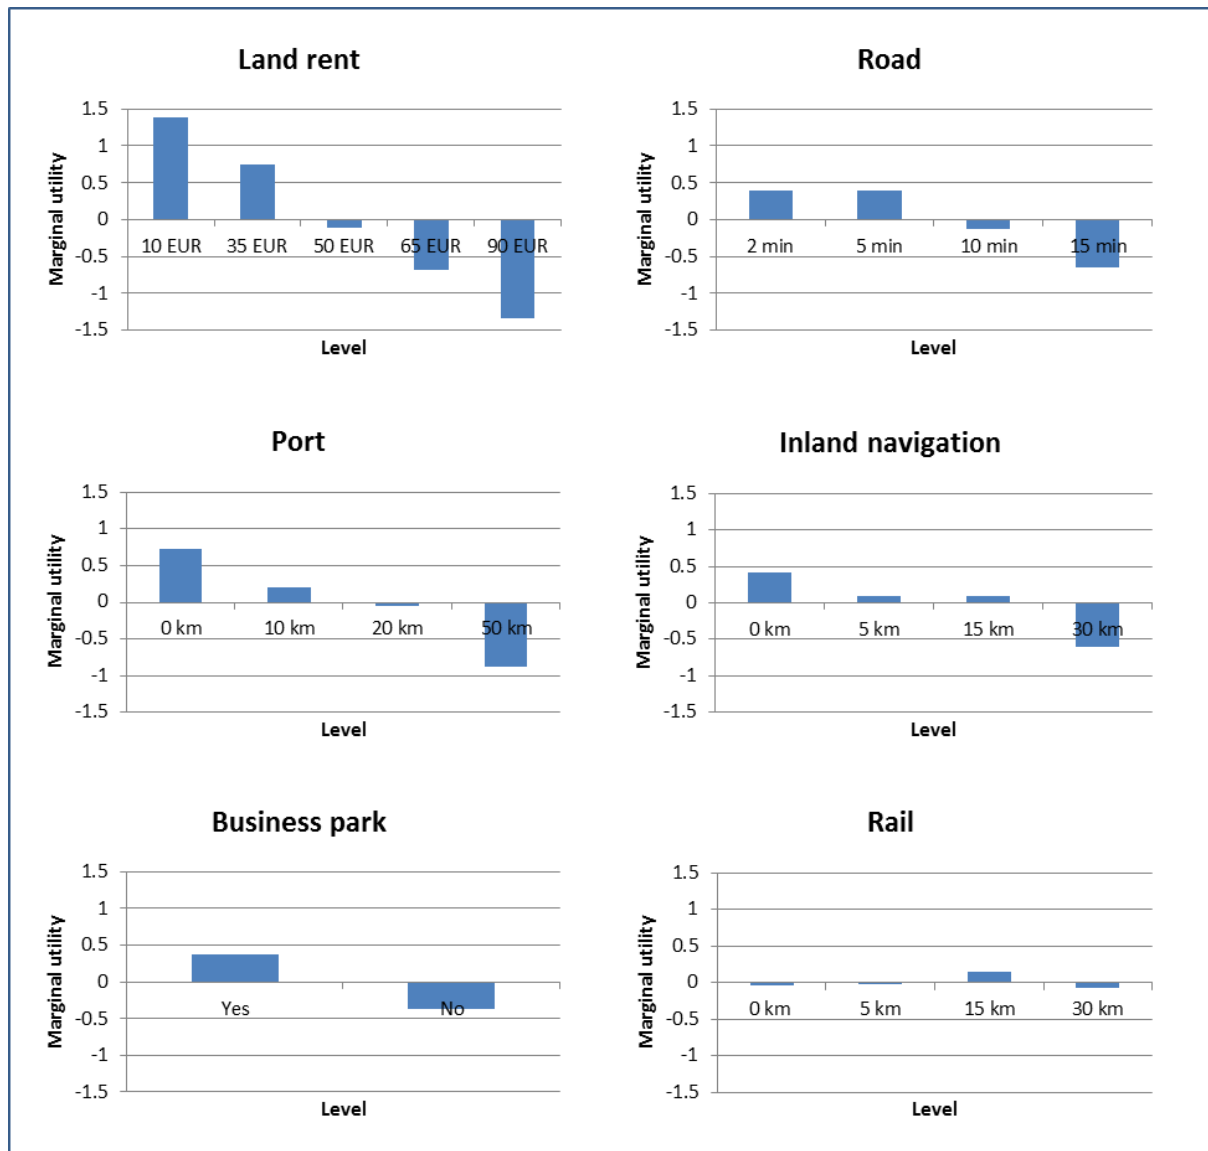 Land rent
Marginal utility
1.5
1
0.5
0
-0.5
-1
-1.5
10 EUR 35 EUR 50 EUR 65 EUR 90 EUR
Level
Road
Marginal utility
1.5
1
0.5
0
-0.5
-1
-1.5
2 min 5 min 10 min 15 min
Level
Port
Marginal utility
1.5
1
0.5
0
-0.5
-1
-1.5
0 km 10 km 20 km 50 km
Level
Inland navigation
Marginal utility
1.5
1
0.5
0
-0.5
-1
-1.5
0 km 5 km 15 km 30 km
Level
Business park
Marginal utility
1.5
1
0.5
0
-0.5
-1
-1.5
Yes No
Level
Rail
Marginal utility
1.5
1
0.5
0
-0.5
-1
-1.5
0 km 5 km 15 km 30 km
Level